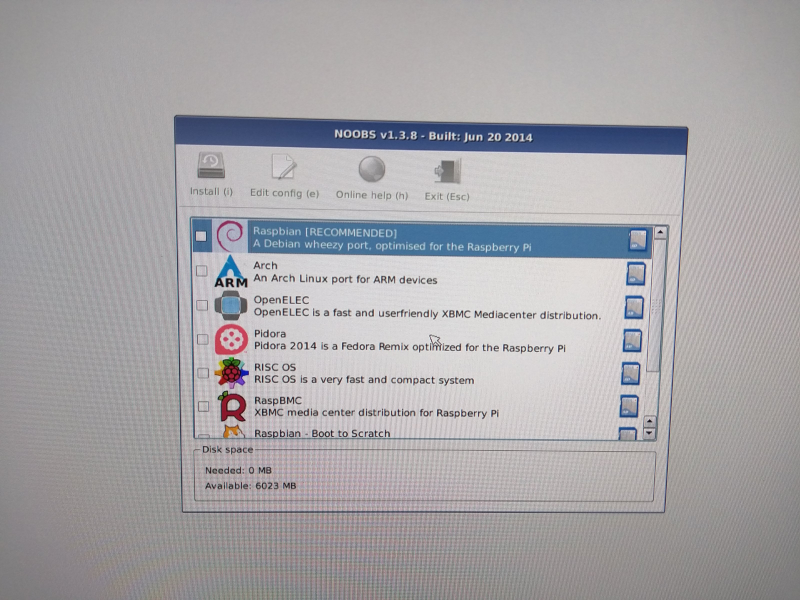 NOOBS v1.3.8 - Built: Jun 20 2014
Install (i)
Edit config (e)
Online help (h)
Exit (Esc)
Raspbian [RECOMMENDED]
A Debian wheezy port, optimised for the Raspberry Pi
Arch
An Arch Linux port for ARM devices
ARM
OpenELEC
OpenELEC is a fast and userfriendly XBMC Mediacenter distribution.
Pidora
Pidora 2014 is a Fedora Remix optimized for the Raspberry Pi
RISC OS
RISC OS is a very fast and compact system
RaspBMC
XBMC media center distribution for Raspberry Pi
Raspbian - Boot to Scratch
Disk space
Needed: 0 MB
Available: 6023 MB